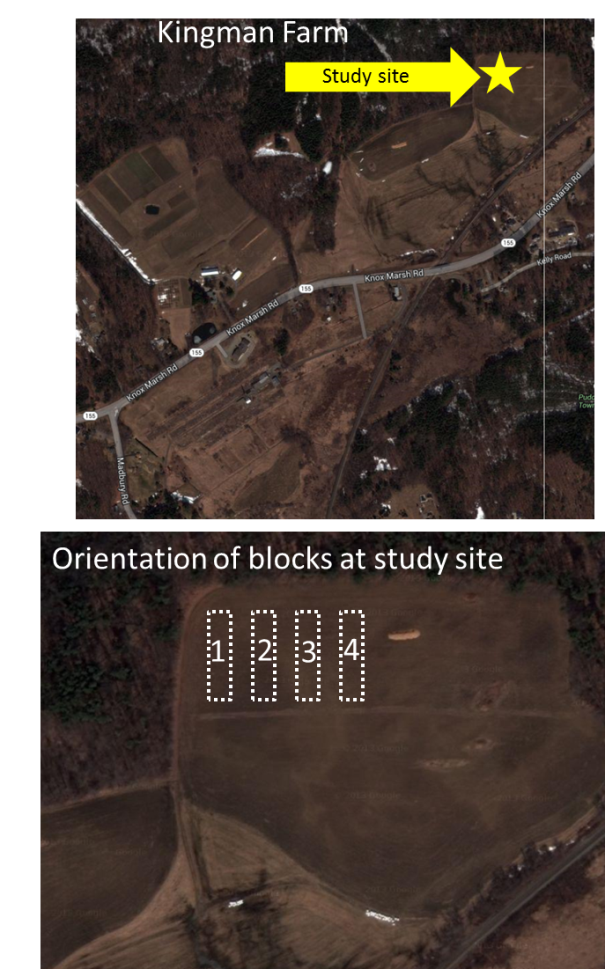 Kingman Farm
Study site
155
Knox Marsh Rd
Kelly Road
Knox Marsh Rd
155
Knox Marsh Rd
155
Knox Marsh Rd
155
Madbury Rd
Orientation of blocks at study site
1 2 3 4